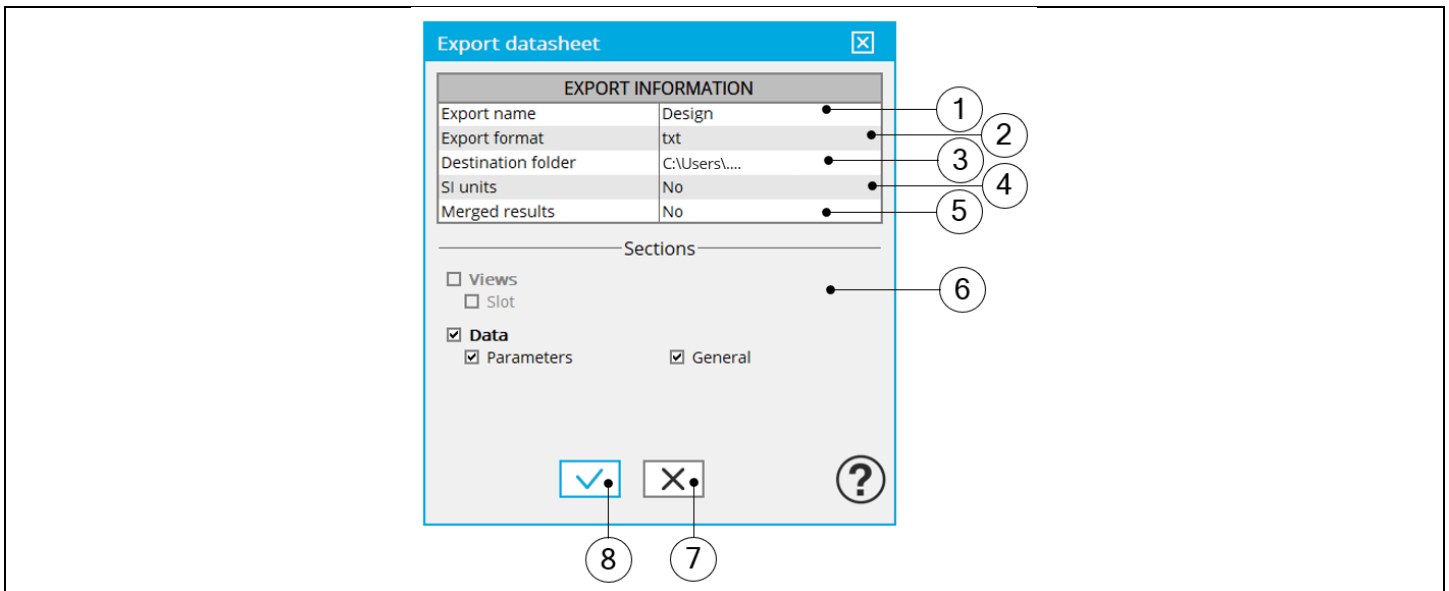 Export datasheet
EXPORT INFORMATION
Export name Design 1
Export format txt 2
Destination folder C:\Users\.... 3
SI units No 4
Merged results No 5
Sections
Views
Slot
6
Data
Parameters General
?
8 7